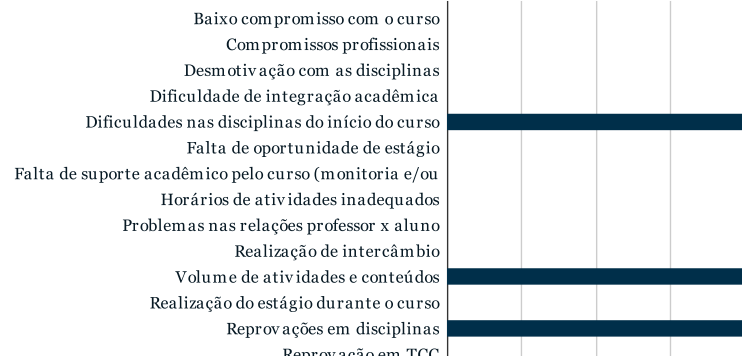 Baixo compromisso com o curso
Compromissos profissionais
Desmotivação com as disciplinas
Dificuldade de integração acadêmica
Dificuldades nas disciplinas do início do curso
Falta de oportunidade de estágio
Falta de suporte acadêmico pelo curso (monitoria e/ou
Horários de atividades inadequados
Problemas nas relações professor x aluno
Realização de intercâmbio
Volume de atividades e conteúdos
Realização do estágio durante o curso
Reprovações em disciplinas
Reprovação em TCC